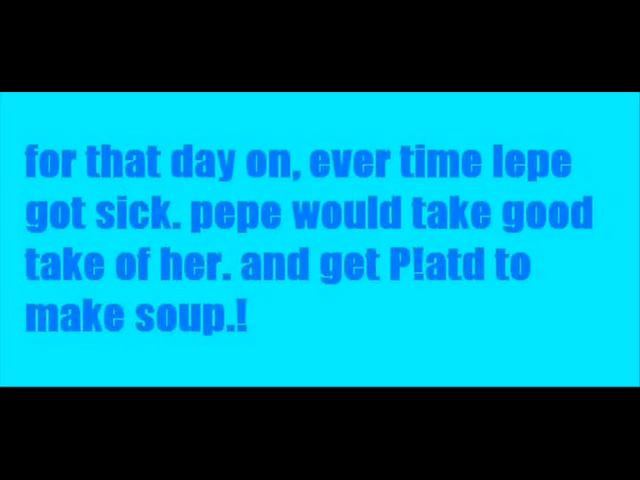 for that day on, ever time lepe
got sick. pepe would take good
take of her. and get P!atd to
make soup.!